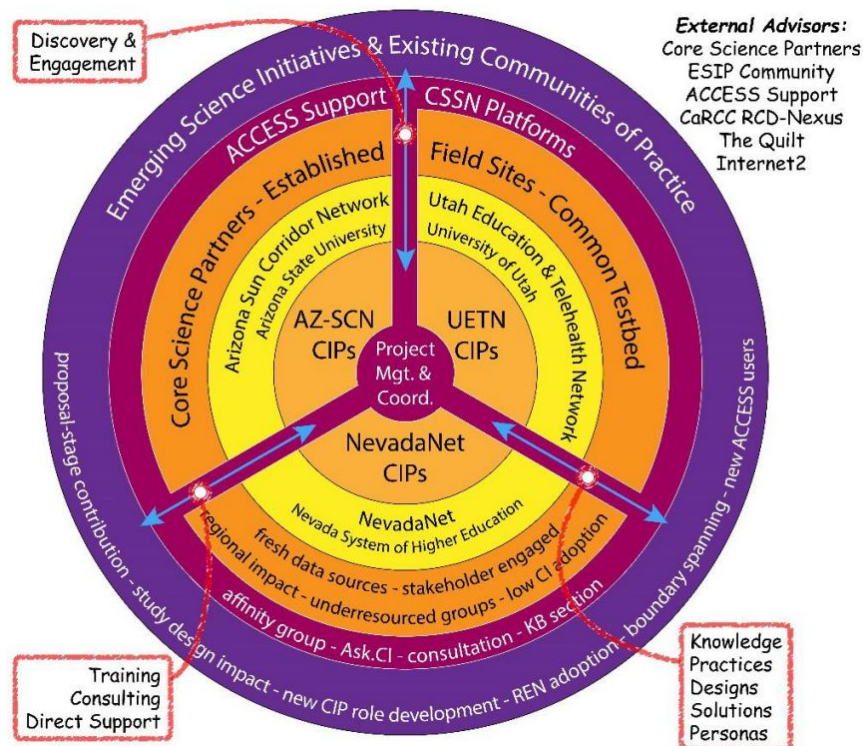 Discovery &
Engagement
External Advisors:
Core Science Partners
ESIP Community
ACCESS Support
CaRCC RCD-Nexus
The Quilt
Internet2
Emerging Science Initiatives & Existing Communities of Practice
ACCESS Support
CSSN Platforms
Core Science Partners - Established
Field Sites - Common Testbed
Arizona Sun Corridor Network
Arizona State University
Utah Education & Telehealth Network
University of Utah
AZ-SCN
CIPs
UETN
CIPs
Project
Mgt. &
Coord.
NevadaNet
CIPs
NevadaNet
Nevada System of Higher Education
fresh data sources - stakeholder engaged
regional impact - underresourced groups - low CI adoption
affinity group - Ask.CI - consultation - KB section
proposal-stage contribution - study design impact - new CIP role development - REN adoption - boundary spanning - new ACCESS users
Training
Consulting
Direct Support
Knowledge
Practices
Designs
Solutions
Personas